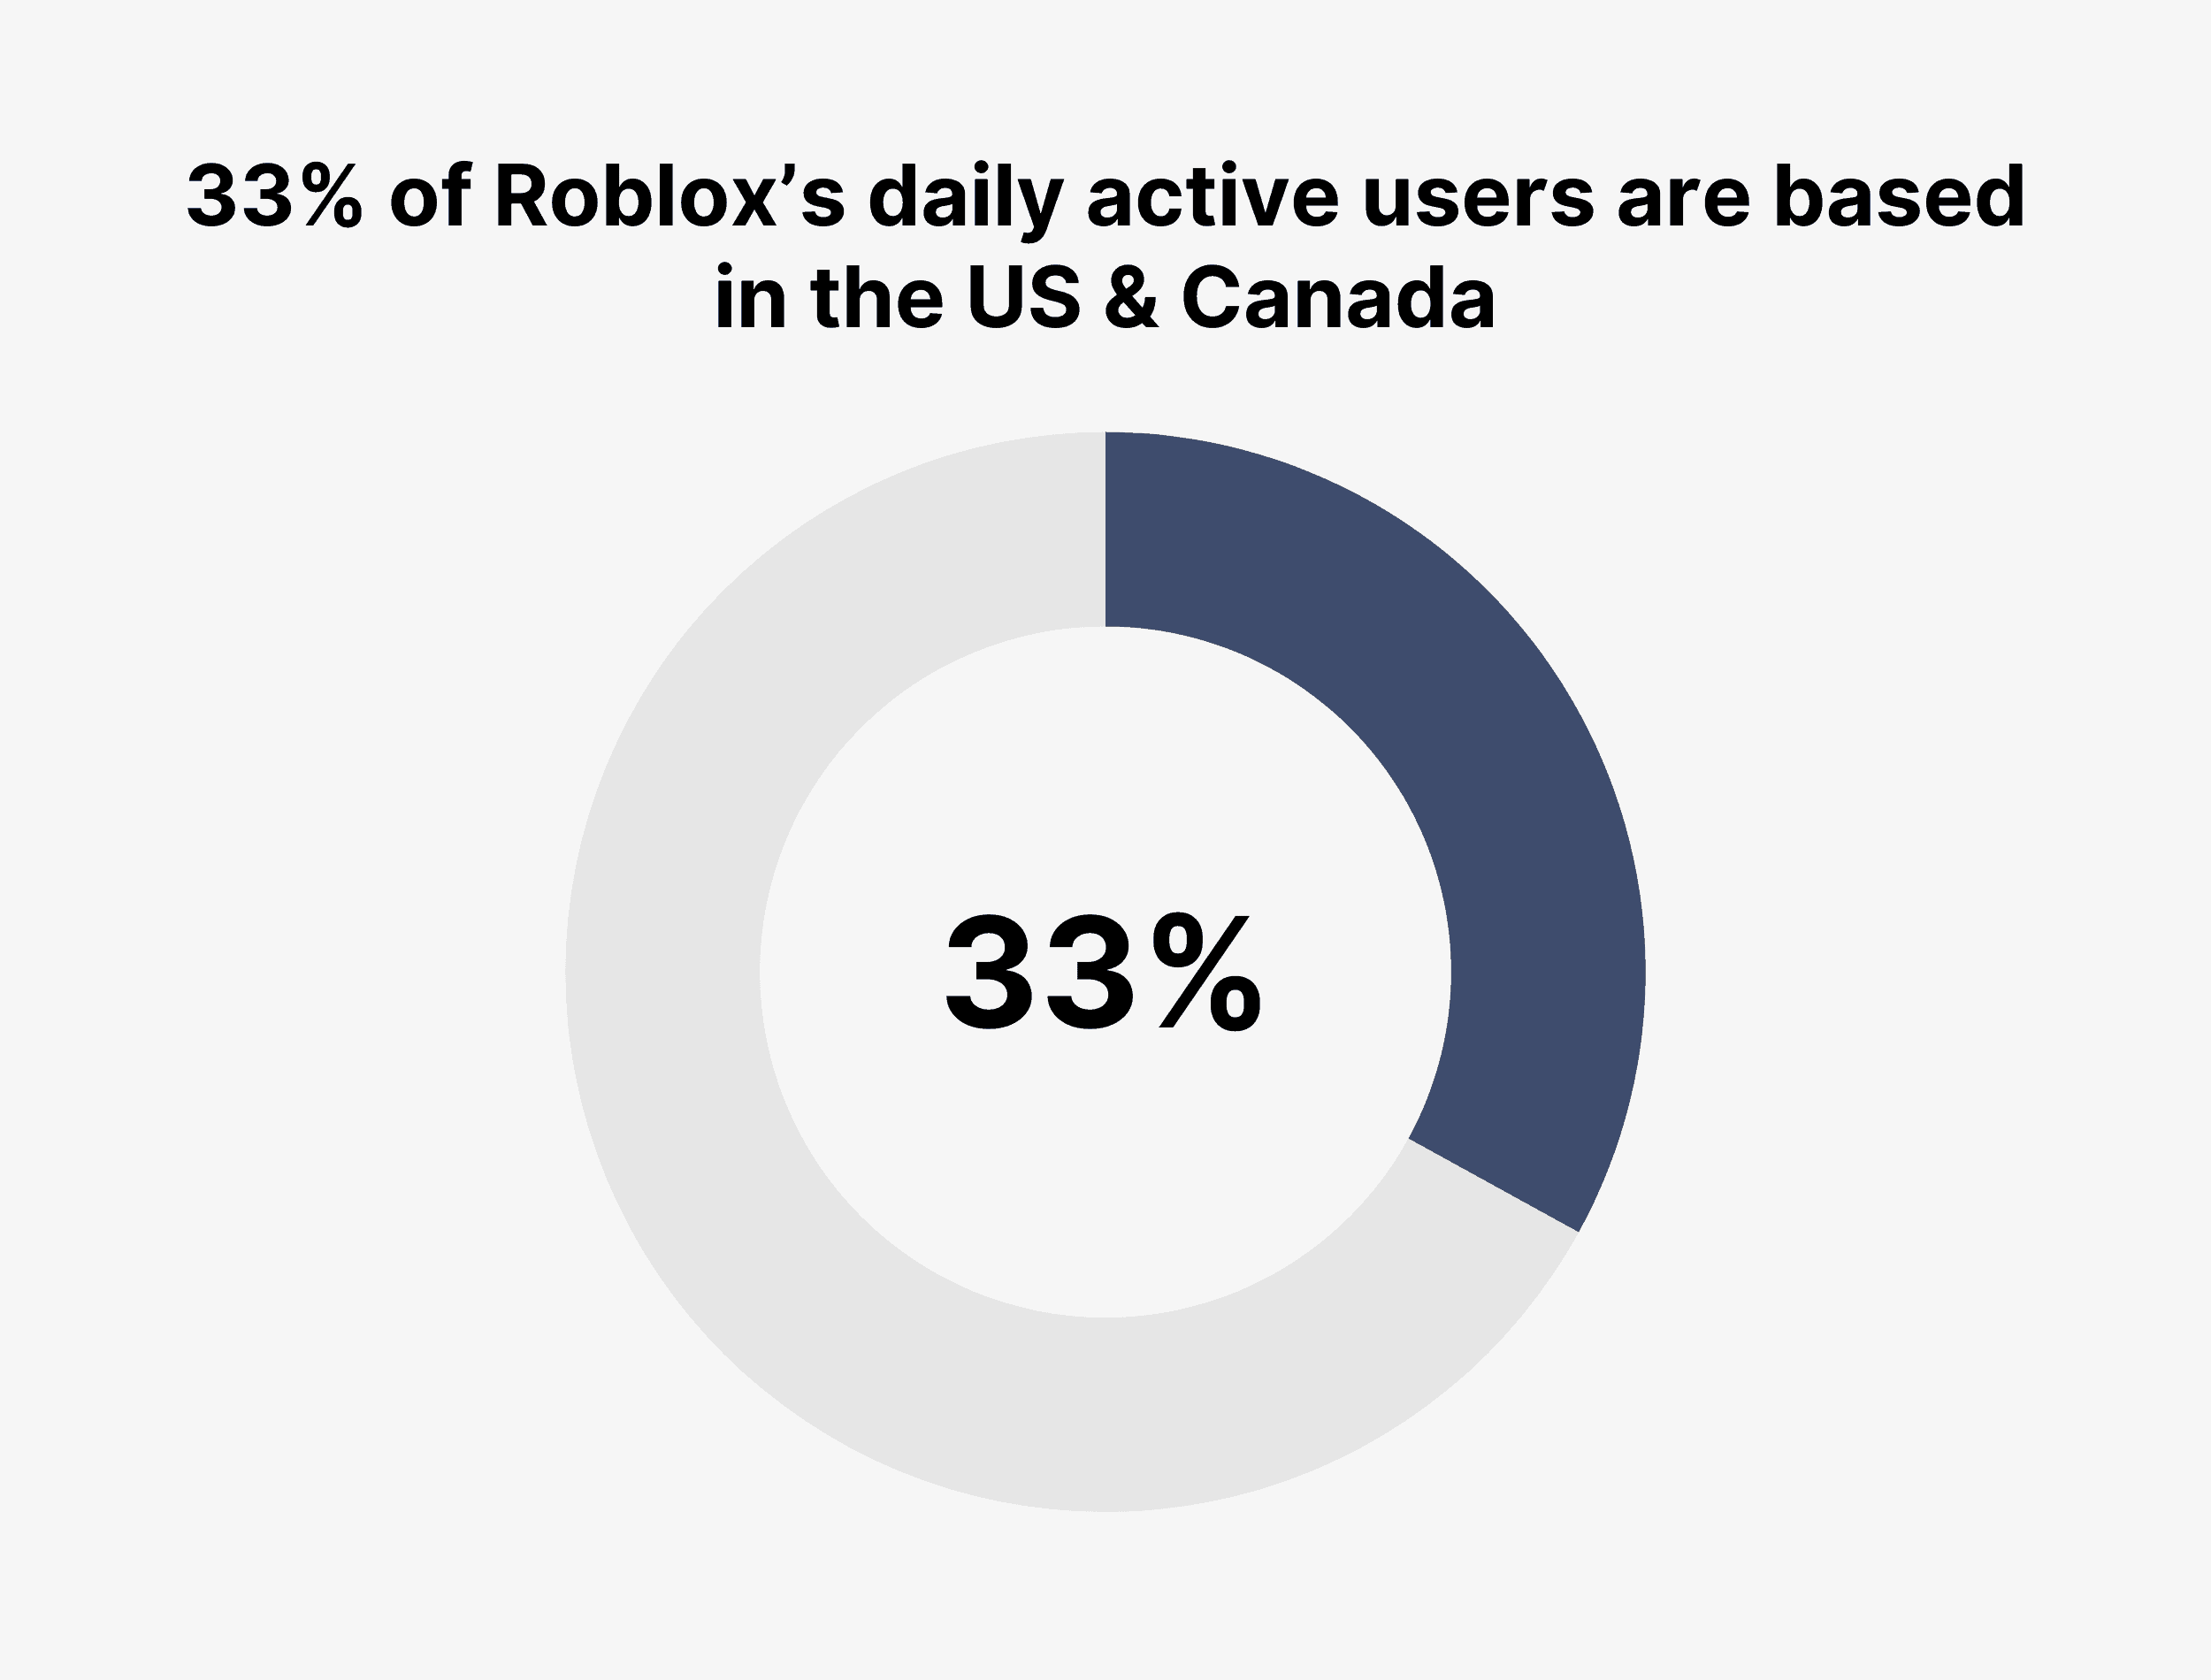 33% of Roblox’s daily active users are based
in the US & Canada
33%